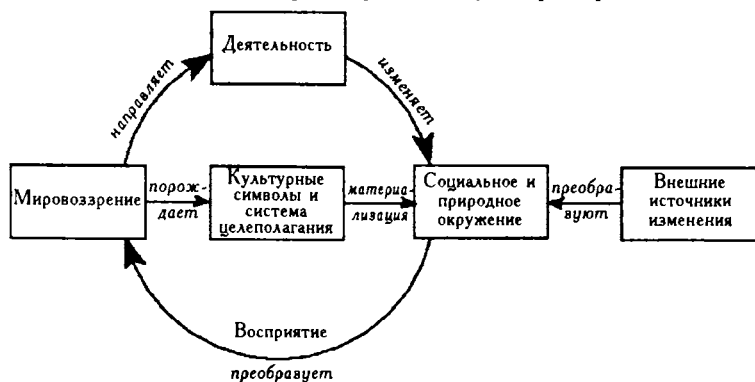 Деятельность
направляет
изменяет
Мировоззрение
порож-
дает
Культурные
символы и
система
целеполагания
материа-
лизация
Социальное и
природное
окружение
преобра-
вуют
Внешние
источники
изменения
Восприятие
преобразует